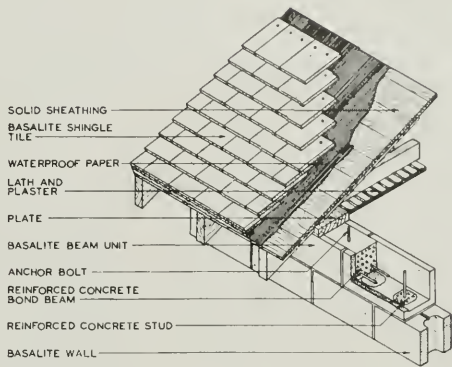 SOLID SHEATHING
BASALITE SHINGLE
TILE
WATERPROOF PAPER
LATH AND
PLASTER
PLATE
BASALITE BEAM UNIT
ANCHOR BOLT
REINFORCED CONCRETE
BOND BEAM
REINFORCED CONCRETE STUD
BASALITE WALL